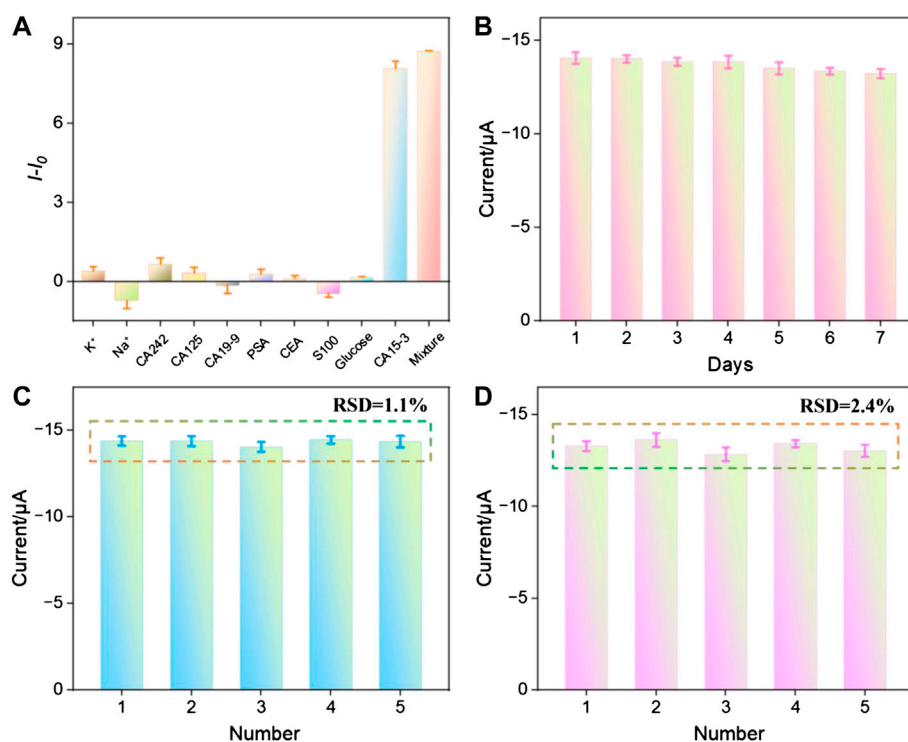 A
9
6
3
0
I-I0
K+
Na+
CA242
CA125
CA19-9
PSA
CEA
S100
Glucose
CA15-3
Mixture
B
−15
−10
−5
0
Current/μA
1 2 3 4 5 6 7
Days
C
RSD=1.1%
−15
−10
−5
0
Current/μA
1 2 3 4 5
Number
D
RSD=2.4%
−15
−10
−5
0
Current/μA
1 2 3 4 5
Number